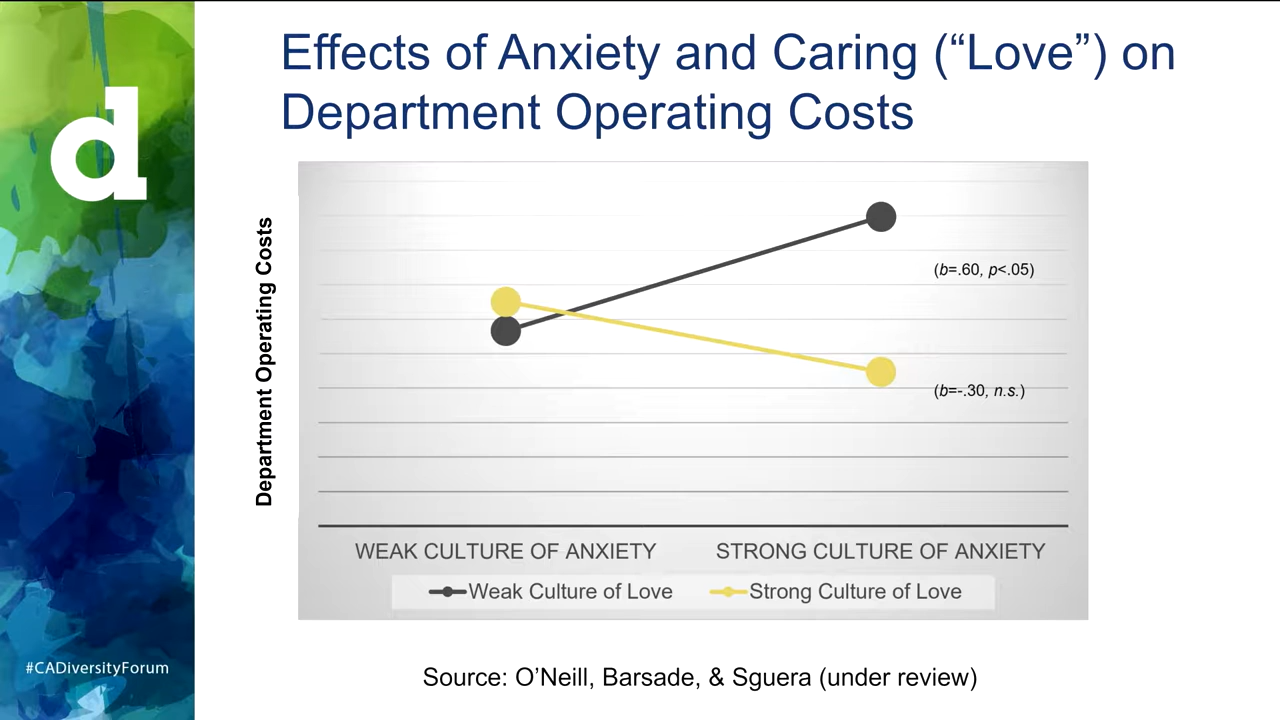 Effects of Anxiety and Caring (“Love”) on
Department Operating Costs
d
Department Operating Costs
(b=.60, p<.05)
(b=-.30, n.s.)
WEAK CULTURE OF ANXIETY
STRONG CULTURE OF ANXIETY
Weak Culture of Love
Strong Culture of Love
#CADiversityForum
Source: O’Neill, Barsade, & Sguera (under review)